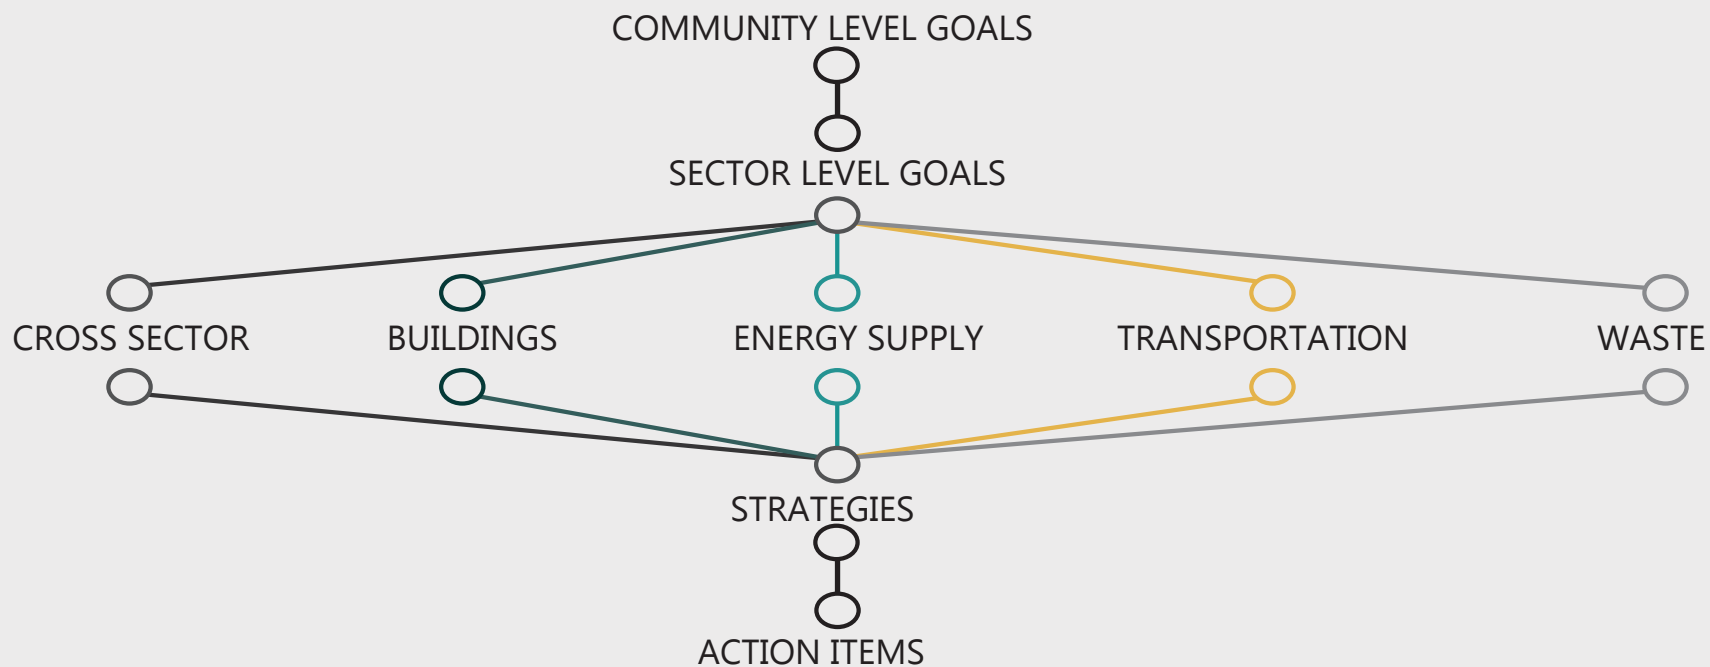 COMMUNITY LEVEL GOALS
SECTOR LEVEL GOALS
CROSS SECTOR
BUILDINGS
ENERGY SUPPLY
TRANSPORTATION
WASTE
STRATEGIES
ACTION ITEMS